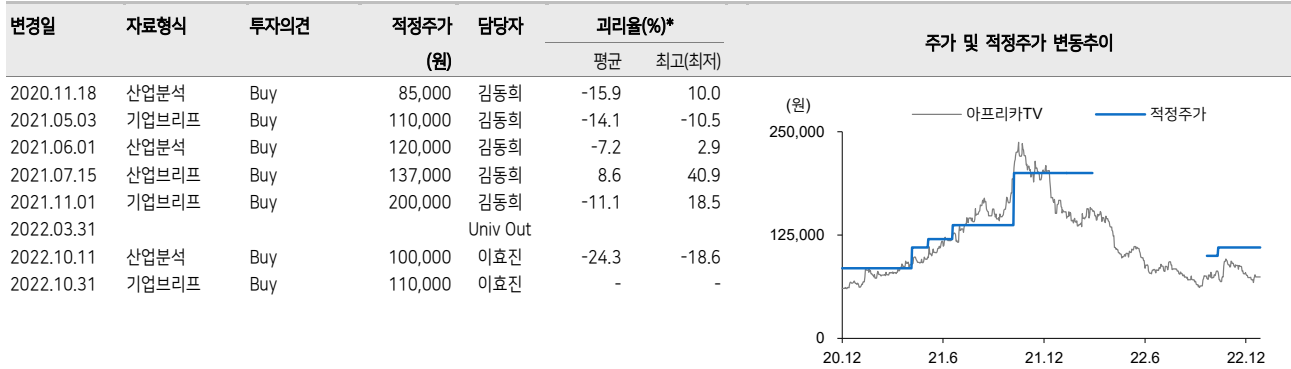 변경일 자료형식 투자의견 적정주가 담당자 괴리율(%)*
(원) 평균 최고(최저)
2020.11.18 산업분석 Buy 85,000 김동희 -15.9 10.0
2021.05.03 기업브리프 Buy 110,000 김동희 -14.1 -10.5
2021.06.01 산업분석 Buy 120,000 김동희 -7.2 2.9
2021.07.15 산업브리프 Buy 137,000 김동희 8.6 40.9
2021.11.01 기업브리프 Buy 200,000 김동희 -11.1 18.5
2022.03.31 Univ Out
2022.10.11 산업분석 Buy 100,000 이효진 -24.3 -18.6
2022.10.31 기업브리프 Buy 110,000 이효진 - -
주가 및 적정주가 변동추이
(원)
아프리카TV 적정주가
250,000
125,000
0
20.12 21.6 21.12 22.6 22.12